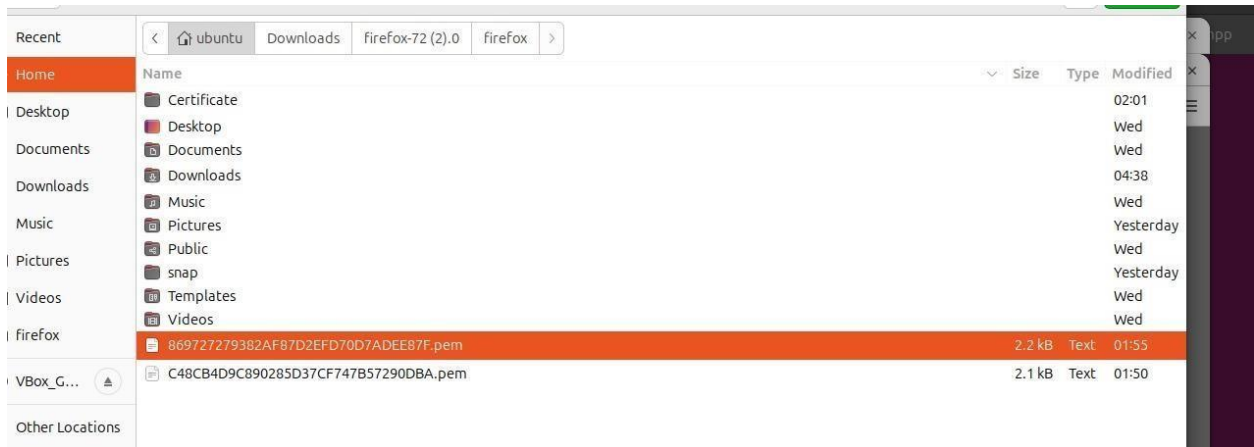 Recent
Home
Desktop
Documents
Downloads
Music
Pictures
Videos
firefox
VBox_G...
Other Locations
ubuntu Downloads firefox-72 (2).0 firefox
Name Size Type Modified
Certificate 02:01
Desktop Wed
Documents Wed
Downloads 04:38
Music Wed
Pictures Yesterday
Public Wed
snap Yesterday
Templates Wed
Videos Wed
869727279382AF87D2EFD70D7ADEE87F.pem 2.2 kB Text 01:55
C48CB4D9C890285D37CF747B57290DBA.pem 2.1 kB Text 01:50